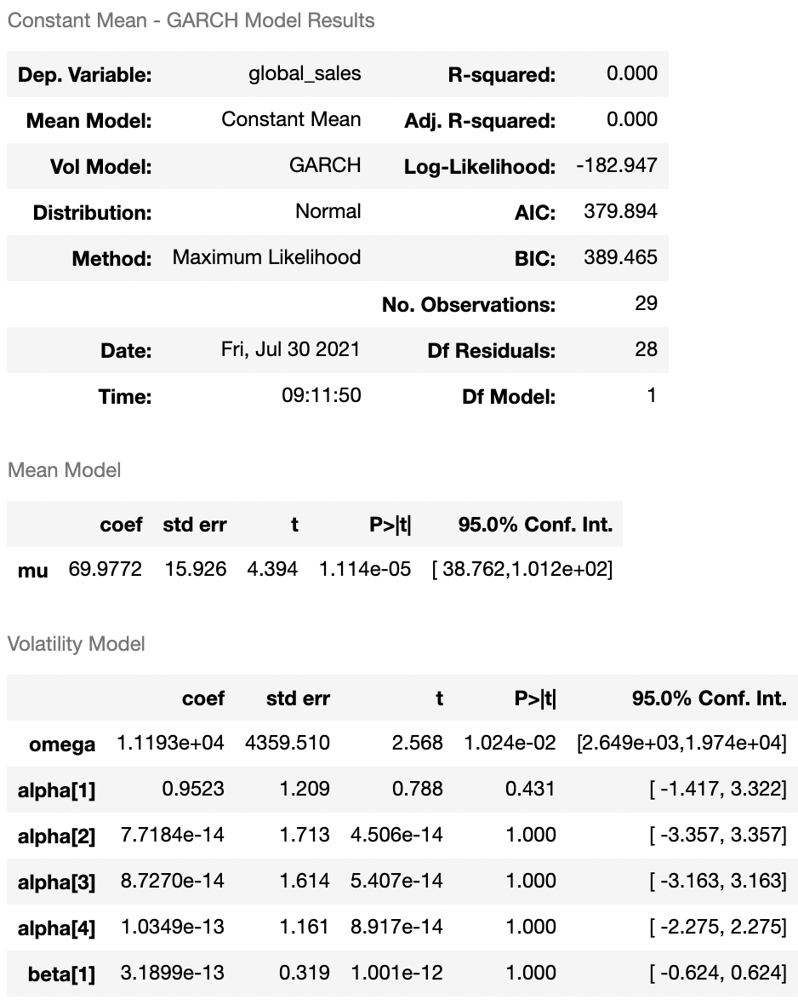 Constant Mean - GARCH Model Results
Dep. Variable: global_sales R-squared: 0.000
Mean Model: Constant Mean Adj. R-squared: 0.000
Vol Model: GARCH Log-Likelihood: -182.947
Distribution: Normal AIC: 379.894
Method: Maximum Likelihood BIC: 389.465
No. Observations: 29
Date: Fri, Jul 30 2021 Df Residuals: 28
Time: 09:11:50 Df Model: 1
Mean Model
coef std err t P>|t| 95.0% Conf. Int.
mu 69.9772 15.926 4.394 1.114e-05 [ 38.762,1.012e+02]
Volatility Model
coef std err t P>|t| 95.0% Conf. Int.
omega 1.1193e+04 4359.510 2.568 1.024e-02 [2.649e+03,1.974e+04]
alpha[1] 0.9523 1.209 0.788 0.431 [ -1.417, 3.322]
alpha[2] 7.7184e-14 1.713 4.506e-14 1.000 [ -3.357, 3.357]
alpha[3] 8.7270e-14 1.614 5.407e-14 1.000 [ -3.163, 3.163]
alpha[4] 1.0349e-13 1.161 8.917e-14 1.000 [ -2.275, 2.275]
beta[1] 3.1899e-13 0.319 1.001e-12 1.000 [ -0.624, 0.624]